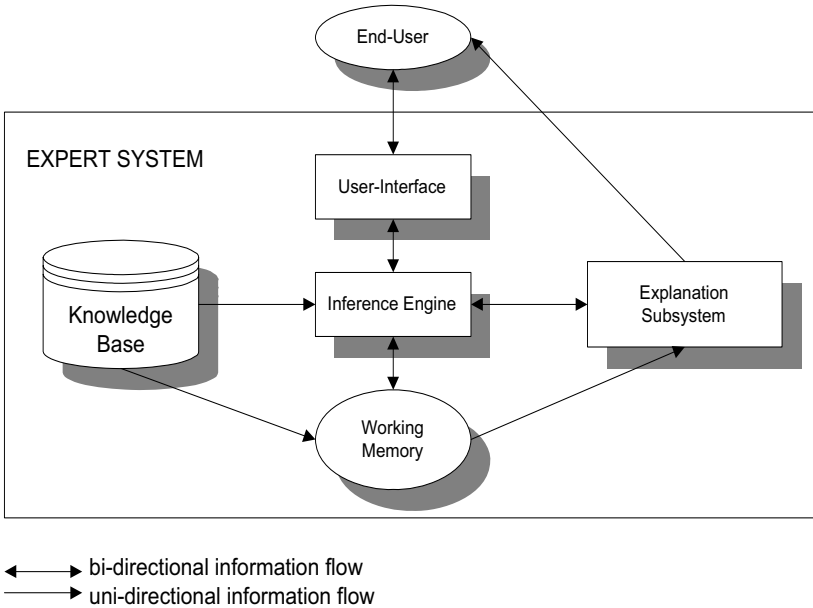 End-User
EXPERT SYSTEM
User-Interface
Knowledge
Base
Inference Engine
Explanation
Subsystem
Working
Memory
bi-directional information flow
uni-directional information flow